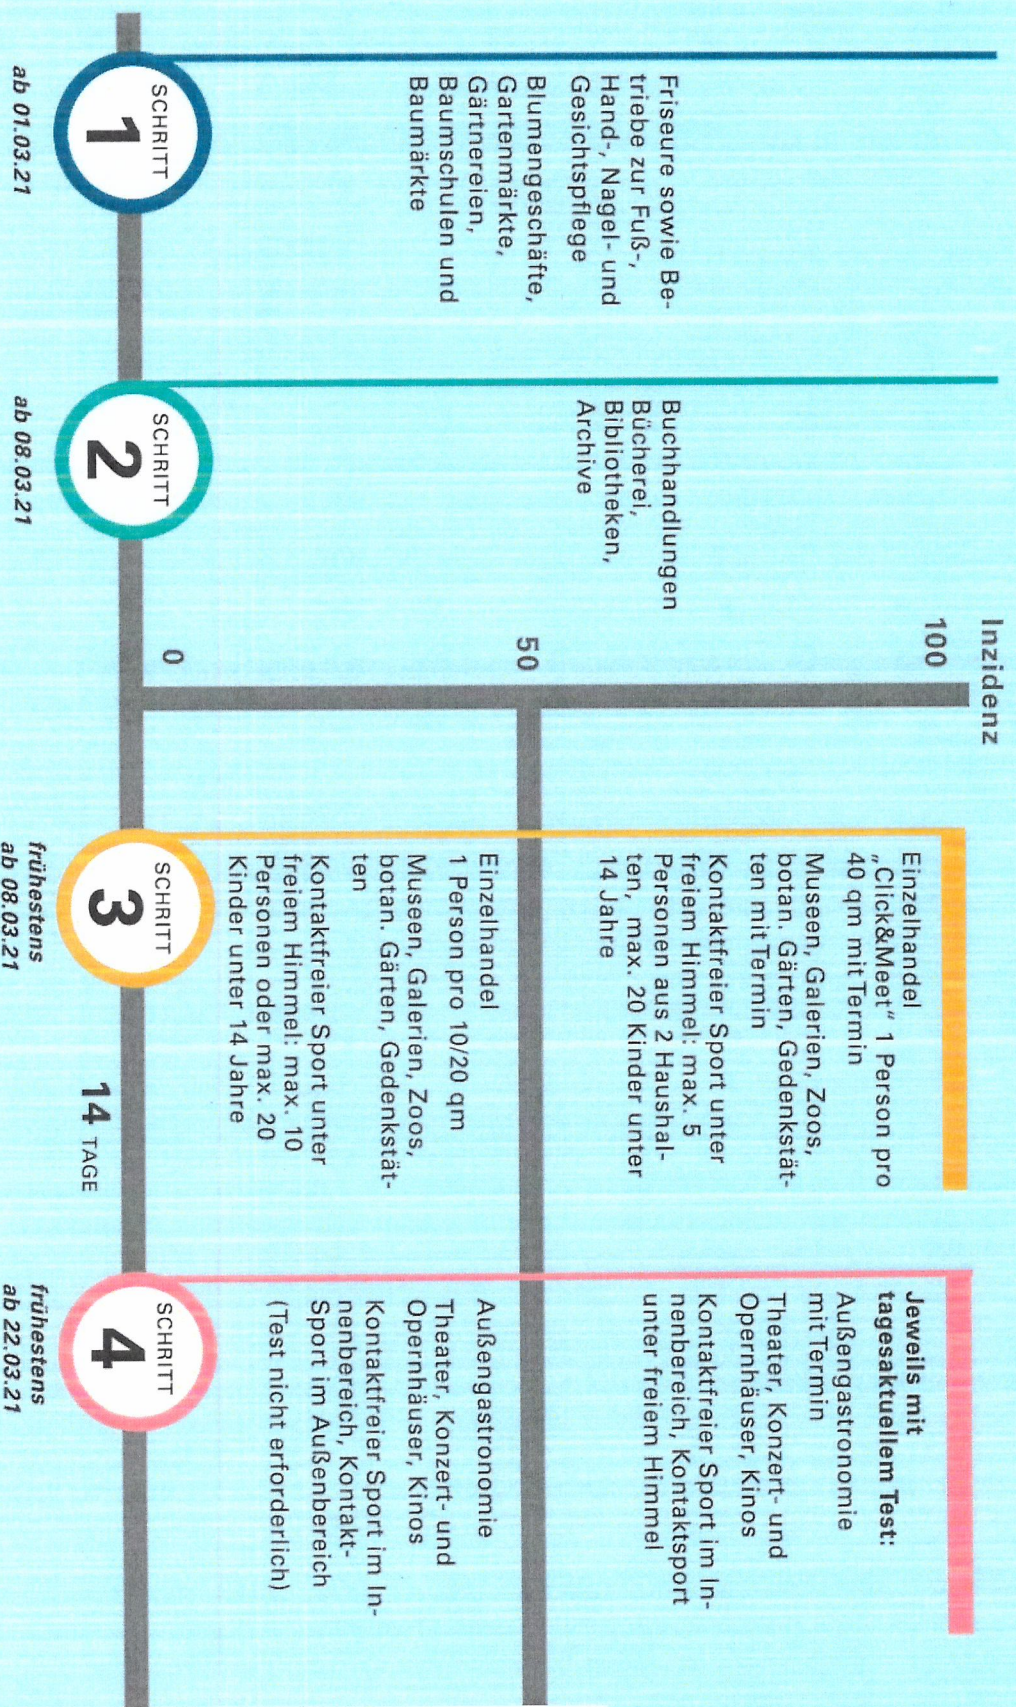 Inzidenz
100
50
0
Friseure sowie Be-
triebe zur Fuß-,
Hand-, Nagel- und
Gesichtspflege
Blumengeschäfte,
Gartenmärkte,
Gärtnereien,
Baumschulen und
Baumärkte
SCHRITT
1
ab 01.03.21
Buchhandlungen
Bücherei,
Bibliotheken,
Archive
SCHRITT
2
ab 08.03.21
Einzelhandel
„Click&Meet“ 1 Person pro
40 qm mit Termin
Museen, Galerien, Zoos,
botan. Gärten, Gedenkstät-
ten mit Termin
Kontaktfreier Sport unter
freiem Himmel: max. 5
Personen aus 2 Haushal-
ten, max. 20 Kinder unter
14 Jahre
Einzelhandel
1 Person pro 10/20 qm
Museen, Galerien, Zoos,
botan. Gärten, Gedenkstät-
ten
Kontaktfreier Sport unter
freiem Himmel: max. 10
Personen oder max. 20
Kinder unter 14 Jahre
SCHRITT
3
frühestens
ab 08.03.21
14 TAGE
Jeweils mit
tagesaktuellem Test:
Außengastronomie
mit Termin
Theater, Konzert- und
Opernhäuser, Kinos
Kontaktfreier Sport im In-
nenbereich, Kontaktsport
unter freiem Himmel
Außengastronomie
Theater, Konzert- und
Opernhäuser, Kinos
Kontaktfreier Sport im In-
nenbereich, Kontakt-
Sport im Außenbereich
(Test nicht erforderlich)
SCHRITT
4
frühestens
ab 22.03.21